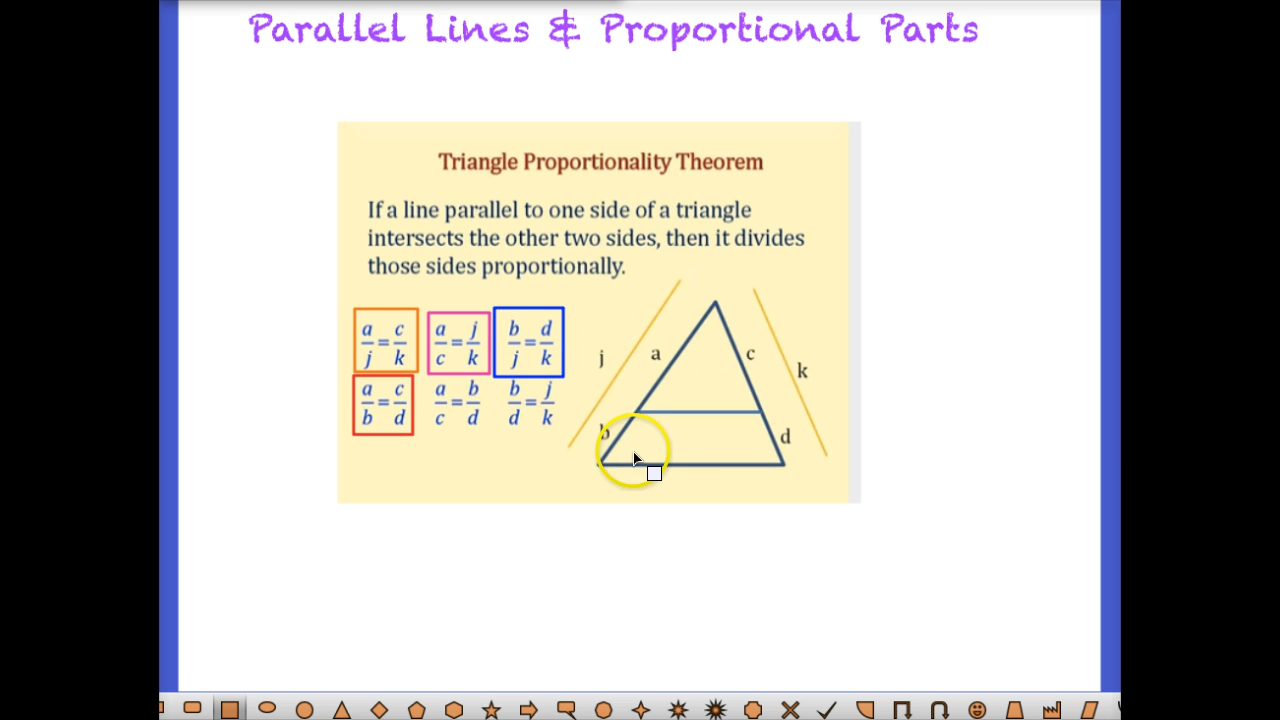 Parallel Lines & Proportional Parts
Triangle Proportionality Theorem
If a line parallel to one side of a triangle
intersects the other two sides, then it divides
those sides proportionally.
a/j = c/k   a/c = j/k   b/j = d/k
a/b = c/d   a/c = b/d   b/d = j/k
j a c k
b d